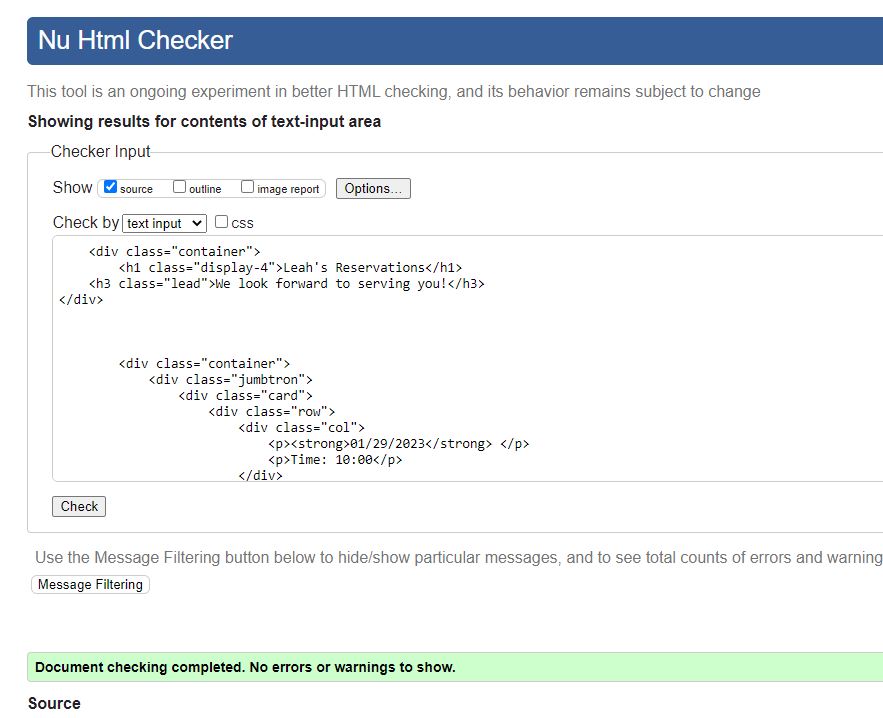 Nu Html Checker
This tool is an ongoing experiment in better HTML checking, and its behavior remains subject to change
Showing results for contents of text-input area
Checker Input
Show source outline image report Options...
Check by text input css
<div class="container">
<h1 class="display-4">Leah's Reservations</h1>
<h3 class="lead">We look forward to serving you!</h3>
</div>
<div class="container">
<div class="jumbtron">
<div class="card">
<div class="row">
<div class="col">
<p><strong>01/29/2023</strong> </p>
<p>Time: 10:00</p>
</div>
Check
Use the Message Filtering button below to hide/show particular messages, and to see total counts of errors and warning
Message Filtering
Document checking completed. No errors or warnings to show.
Source